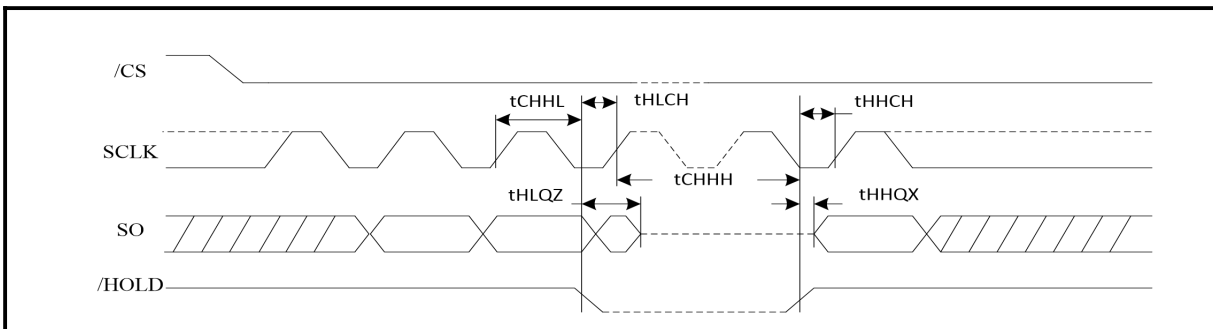 /CS
tCHHL
tHLCH
tHHCH
SCLK
tCHHH
tHLQZ
tHHQX
SO
/HOLD